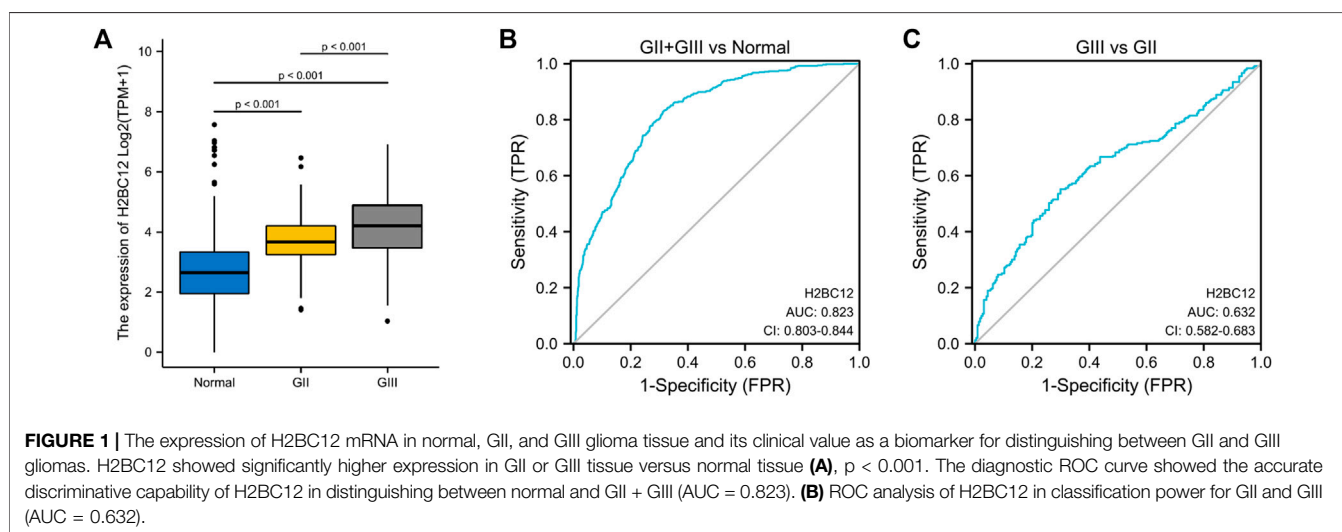 A
The expression of H2BC12 Log2(TPM+1)
10
8
6
4
2
0
p < 0.001
p < 0.001
p < 0.001
Normal
GII
GIII
B
GII+GIII vs Normal
Sensitivity (TPR)
1.0
0.8
0.6
0.4
0.2
0.0
H2BC12
AUC: 0.823
CI: 0.803-0.844
0.0 0.2 0.4 0.6 0.8 1.0
1-Specificity (FPR)
C
GIII vs GII
Sensitivity (TPR)
1.0
0.8
0.6
0.4
0.2
0.0
H2BC12
AUC: 0.632
CI: 0.582-0.683
0.0 0.2 0.4 0.6 0.8 1.0
1-Specificity (FPR)
FIGURE 1 | The expression of H2BC12 mRNA in normal, GII, and GIII glioma tissue and its clinical value as a biomarker for distinguishing between GII and GIII
gliomas. H2BC12 showed significantly higher expression in GII or GIII tissue versus normal tissue (A), p < 0.001. The diagnostic ROC curve showed the accurate
discriminative capability of H2BC12 in distinguishing between normal and GII + GIII (AUC = 0.823). (B) ROC analysis of H2BC12 in classification power for GII and GIII
(AUC = 0.632).